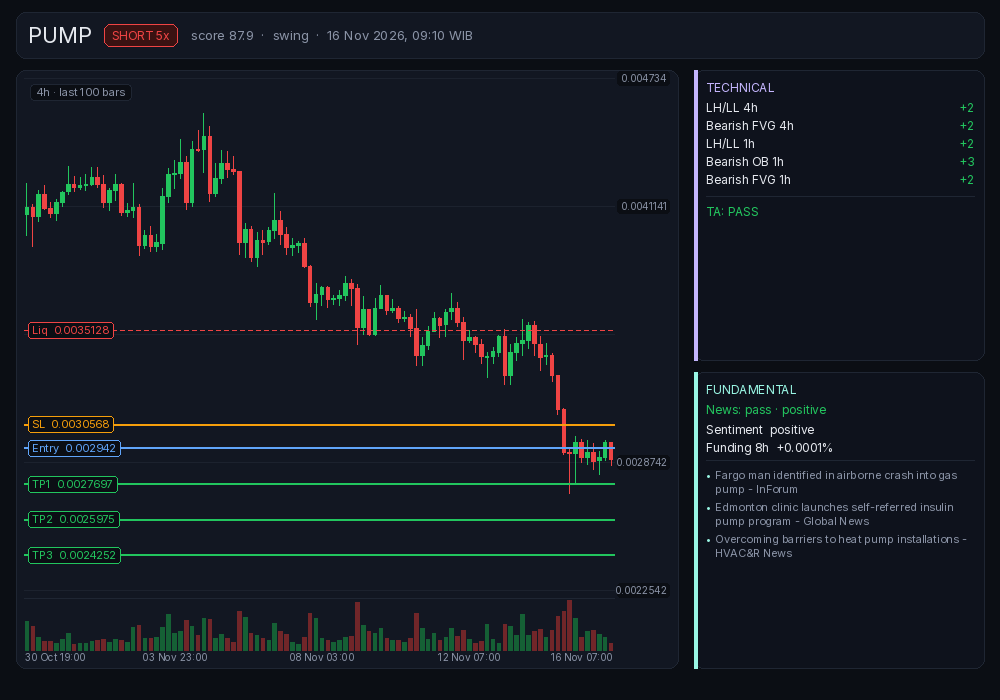 PUMP
SHORT 5x
score 87.9 · swing · 16 Nov 2026, 09:10 WIB
4h · last 100 bars
0.004734
0.0041141
Liq 0.0035128
SL 0.0030568
Entry 0.002942
0.0028742
TP1 0.0027697
TP2 0.0025975
TP3 0.0024252
0.0022542
30 Oct 19:00
03 Nov 23:00
08 Nov 03:00
12 Nov 07:00
16 Nov 07:00
TECHNICAL
LH/LL 4h +2
Bearish FVG 4h +2
LH/LL 1h +2
Bearish OB 1h +3
Bearish FVG 1h +2
TA: PASS
FUNDAMENTAL
News: pass · positive
Sentiment positive
Funding 8h +0.0001%
• Fargo man identified in airborne crash into gas
pump - InForum
• Edmonton clinic launches self-referred insulin
pump program - Global News
• Overcoming barriers to heat pump installations -
HVAC&R News